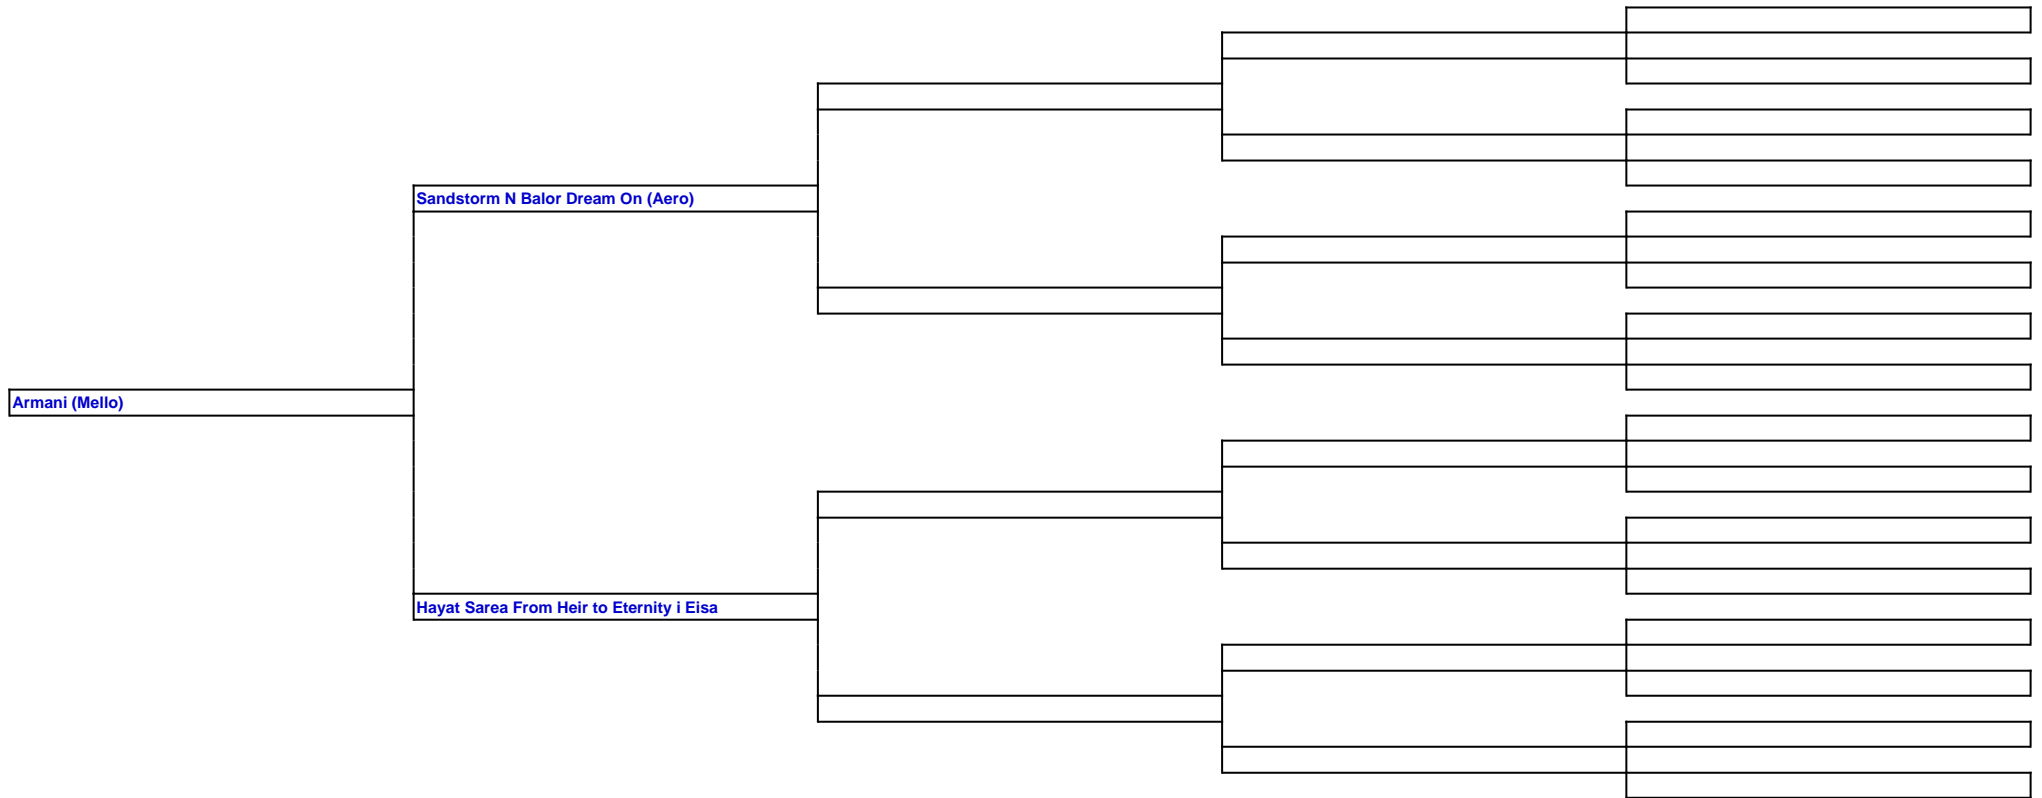 Sandstorm N Balor Dream On (Aero)
Armani (Mello)
Hayat Sarea From Heir to Eternity i Eisa